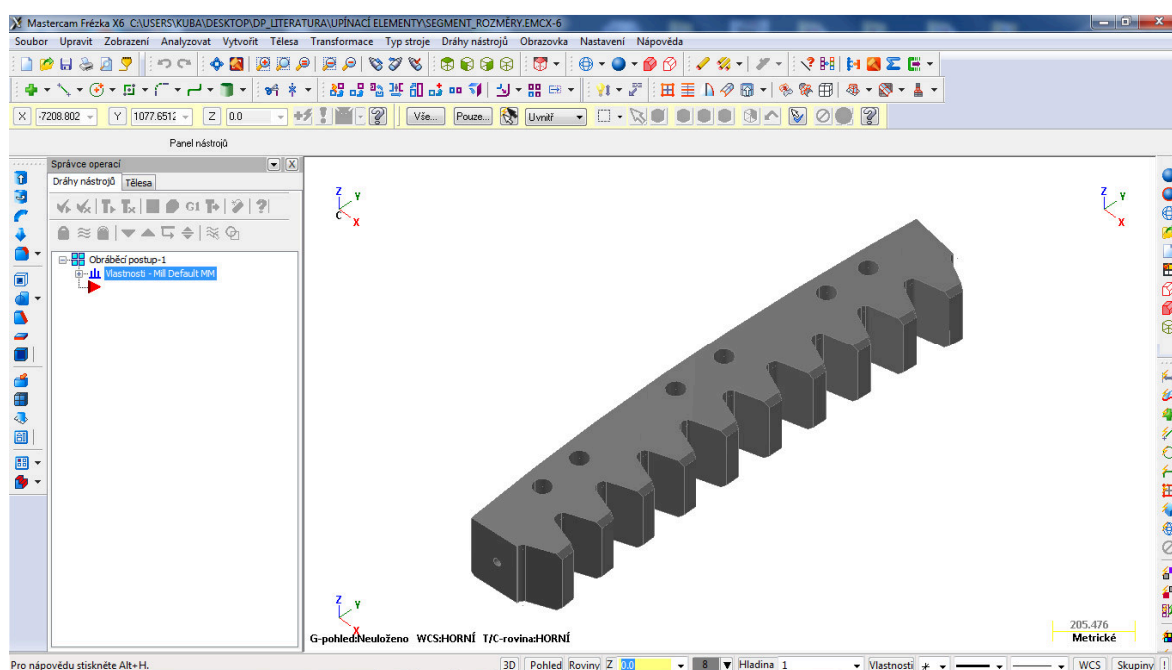 Mastercam Frézka X6 C:\USERS\KUBA\DESKTOP\DP_LITERATURA\UPÍNACÍ ELEMENTY\SEGMENT_ROZMĚRY.EMCX-6
Soubor Upravit Zobrazení Analyzovat Vytvořit Tělesa Transformace Typ stroje Dráhy nástrojů Obrazovka Nastavení Nápověda
X -7208.802 Y 1077.6512 Z 0.0 Vše... Pouze... Uvnitř
Panel nástrojů
Správce operací
Dráhy nástrojů Tělesa
G1
Obráběcí postup-1
Vlastnosti - Mill Default MM
Z Y X C
Z Y X
Z Y X
G-pohled:Neuloženo WCS:HORNÍ T/C-rovina:HORNÍ
205.476
Metrické
Pro nápovědu stiskněte Alt+H.
3D Pohled Roviny Z 0.0 8 Hladina 1 Vlastnosti WCS Skupiny